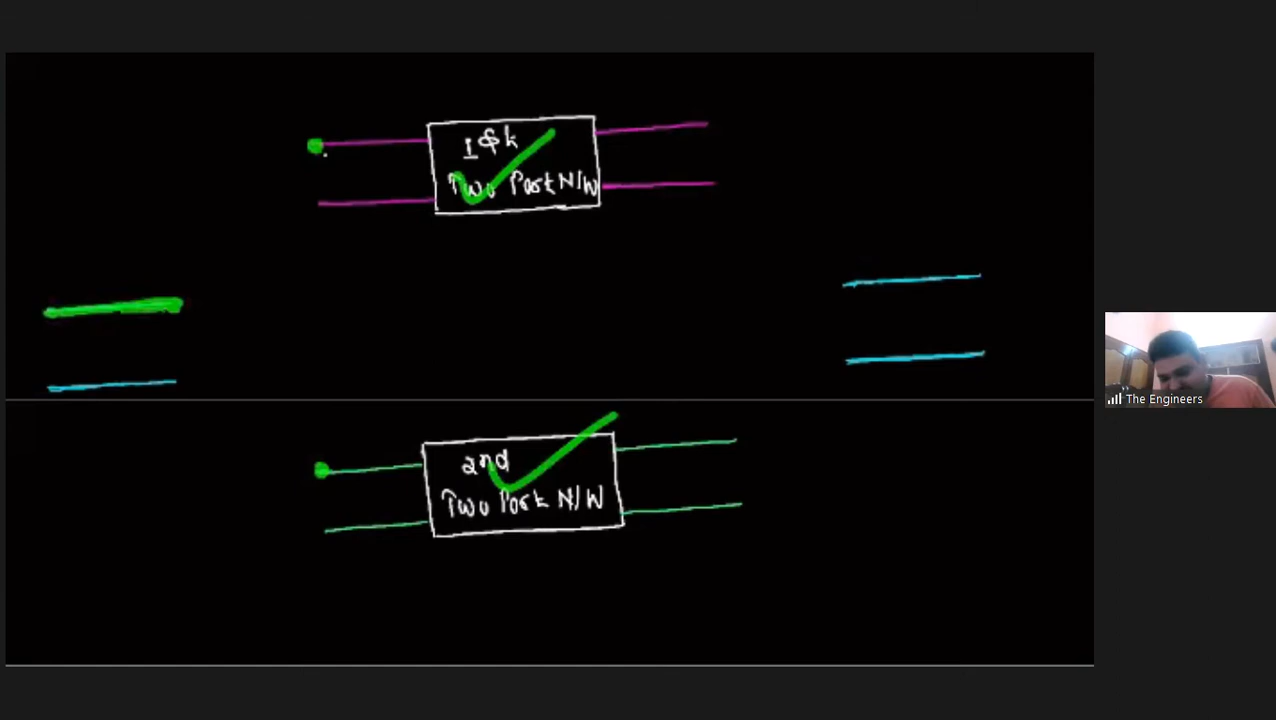 1st
Two Port N/W
2nd
Two Port N/W
The Engineers